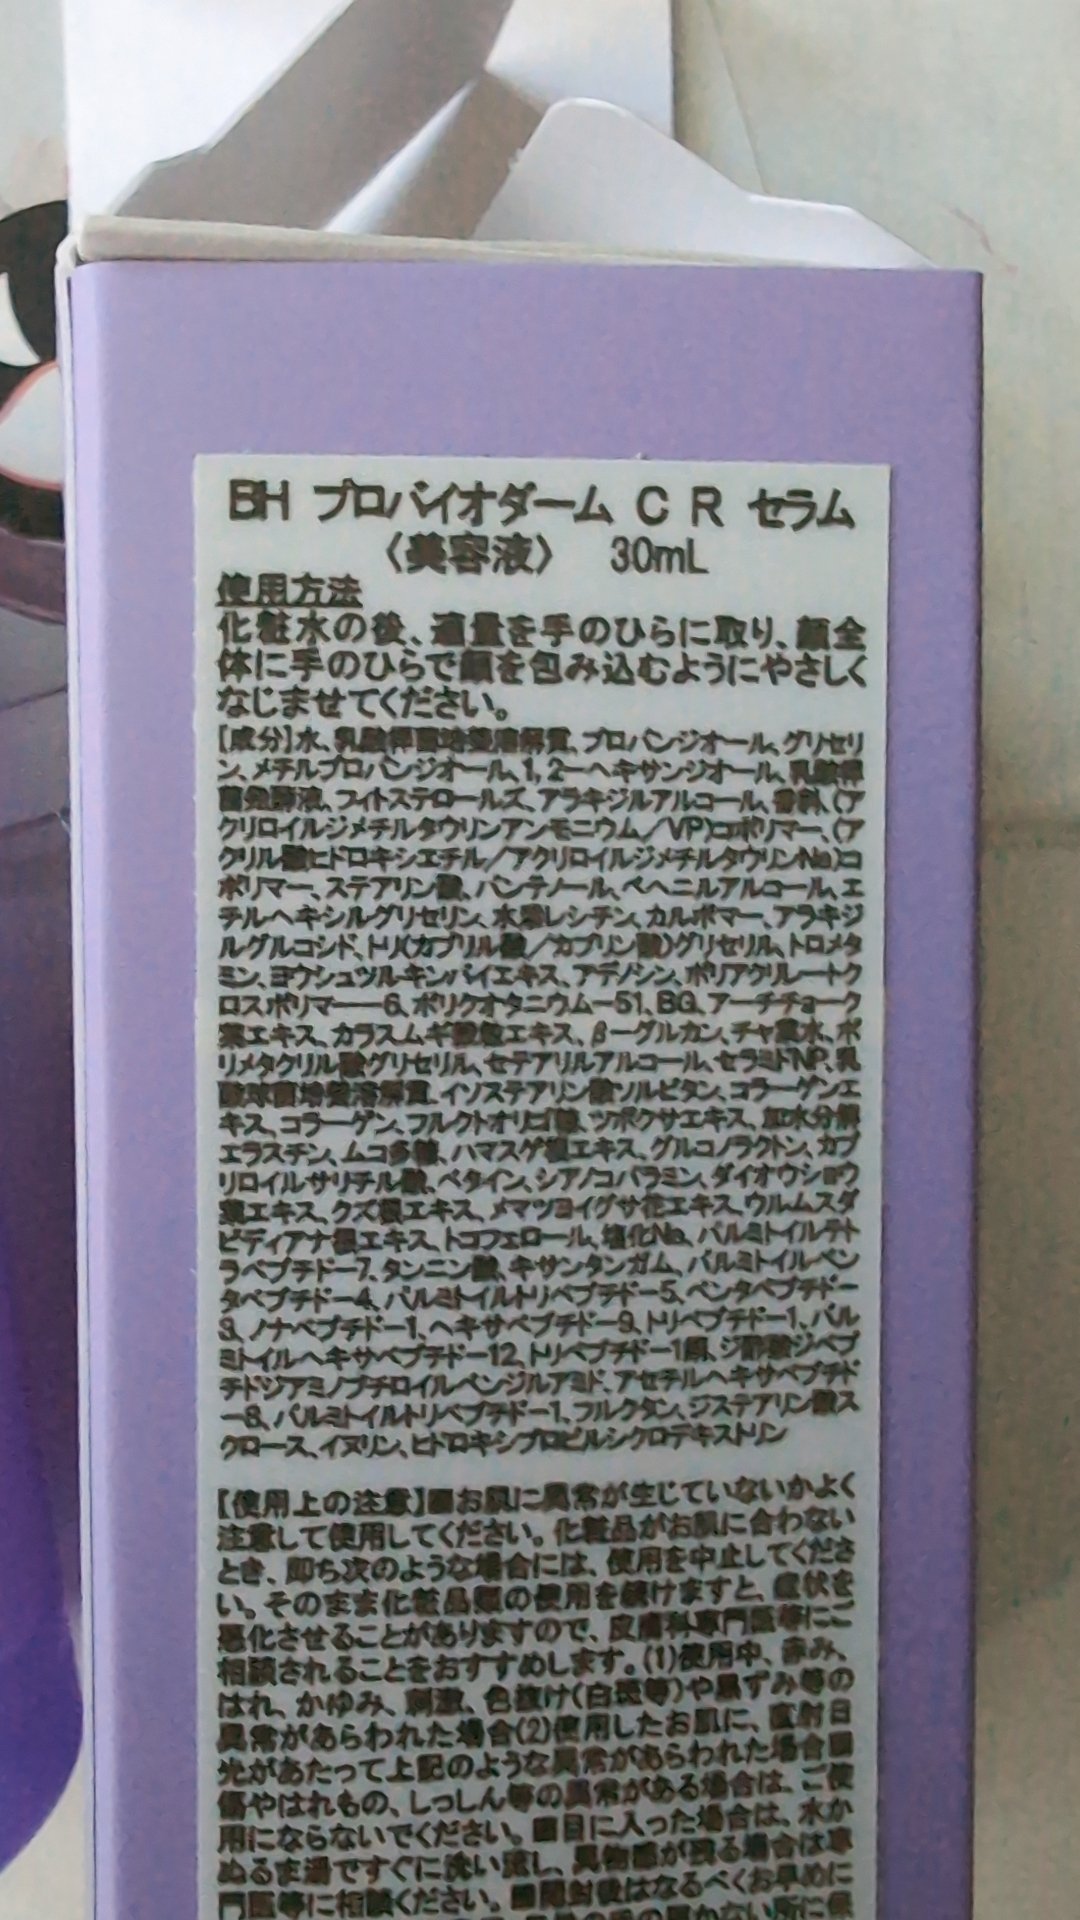 BH プロバイオダーム CR セラム
〈美容液〉 30mL
使用方法
化粧水の後、適量を手のひらに取り、顔全
体に手のひらで顔を包み込むようにやさしく
なじませてください。
[成分]水、乳酸桿菌培養溶解質、プロパンジオール、グリセリ
ン、メチルプロパンジオール、1,2-ヘキサンジオール、乳酸桿
菌発酵液、フィトステロールズ、アラキジルアルコール、香料、(ア
クリロイルジメチルタウリンアンモニウム/VP)コポリマー、(ア
クリル酸ヒドロキシエチル/アクリロイルジメチルタウリンNa)コ
ポリマー、ステアリン酸、パンテノール、ベヘニルアルコール、エ
チルヘキシルグリセリン、水添レシチン、カルボマー、アラキジ
ルグルコシド、トリ(カプリル酸/カプリン酸)グリセリル、トロメタ
ミン、ヨウシュツルキンバイエキス、アデノシン、ポリアクリレートク
ロスポリマー-6、ポリクオタニウム-51、BG、アーチチョーク
葉エキス、カラスムギ穀粒エキス、β-グルカン、チャ葉水、ポ
リメタクリル酸グリセリル、セテアリルアルコール、セラミドNP、乳
酸球菌培養溶解質、イソステアリン酸ソルビタン、コラーゲンエ
キス、コラーゲン、フルクトオリゴ糖、ツボクサエキス、加水分解
エラスチン、ムコ多糖、ハマスゲ根エキス、グルコノラクトン、カプ
リロイルサリチル酸、ベタイン、シアノコバラミン、ダイオウショウ
葉エキス、クズ根エキス、メマツヨイグサ花エキス、ウルムスダ
ビディアナ根エキス、トコフェロール、塩化Na、パルミトイルテト
ラペプチド-7、タンニン酸、キサンタンガム、パルミトイルペン
タペプチド-4、パルミトイルトリペプチド-5、ペンタペプチド-
3、ノナペプチド-1、ヘキサペプチド-9、トリペプチド-1、パル
ミトイルヘキサペプチド-12、トリペプチド-1銅、ジ酢酸ジペプ
チドジアミノブチロイルベンジルアミド、アセチルヘキサペプチド
-8、パルミトイルトリペプチド-1、フルクタン、ジステアリン酸ス
クロース、イヌリン、ヒドロキシプロピルシクロデキストリン
【使用上の注意】■お肌に異常が生じていないかよく
注意して使用してください。化粧品がお肌に合わない
とき、即ち次のような場合には、使用を中止してくださ
い。そのまま化粧品類の使用を続けますと、症状を
悪化させることがありますので、皮膚科専門医等にご
相談されることをおすすめします。(1)使用中、赤み、
はれ、かゆみ、刺激、色抜け(白斑等)や黒ずみ等の
異常があらわれた場合(2)使用したお肌に、直射日
光があたって上記のような異常があらわれた場合■
傷やはれもの、しっしん等の異常がある場合は、ご使
用にならないでください。■目に入った場合は、水か
ぬるま湯ですぐに洗い流し、異物感が残る場合は専
門医等に相談ください。■開封後はなるべくお早めに